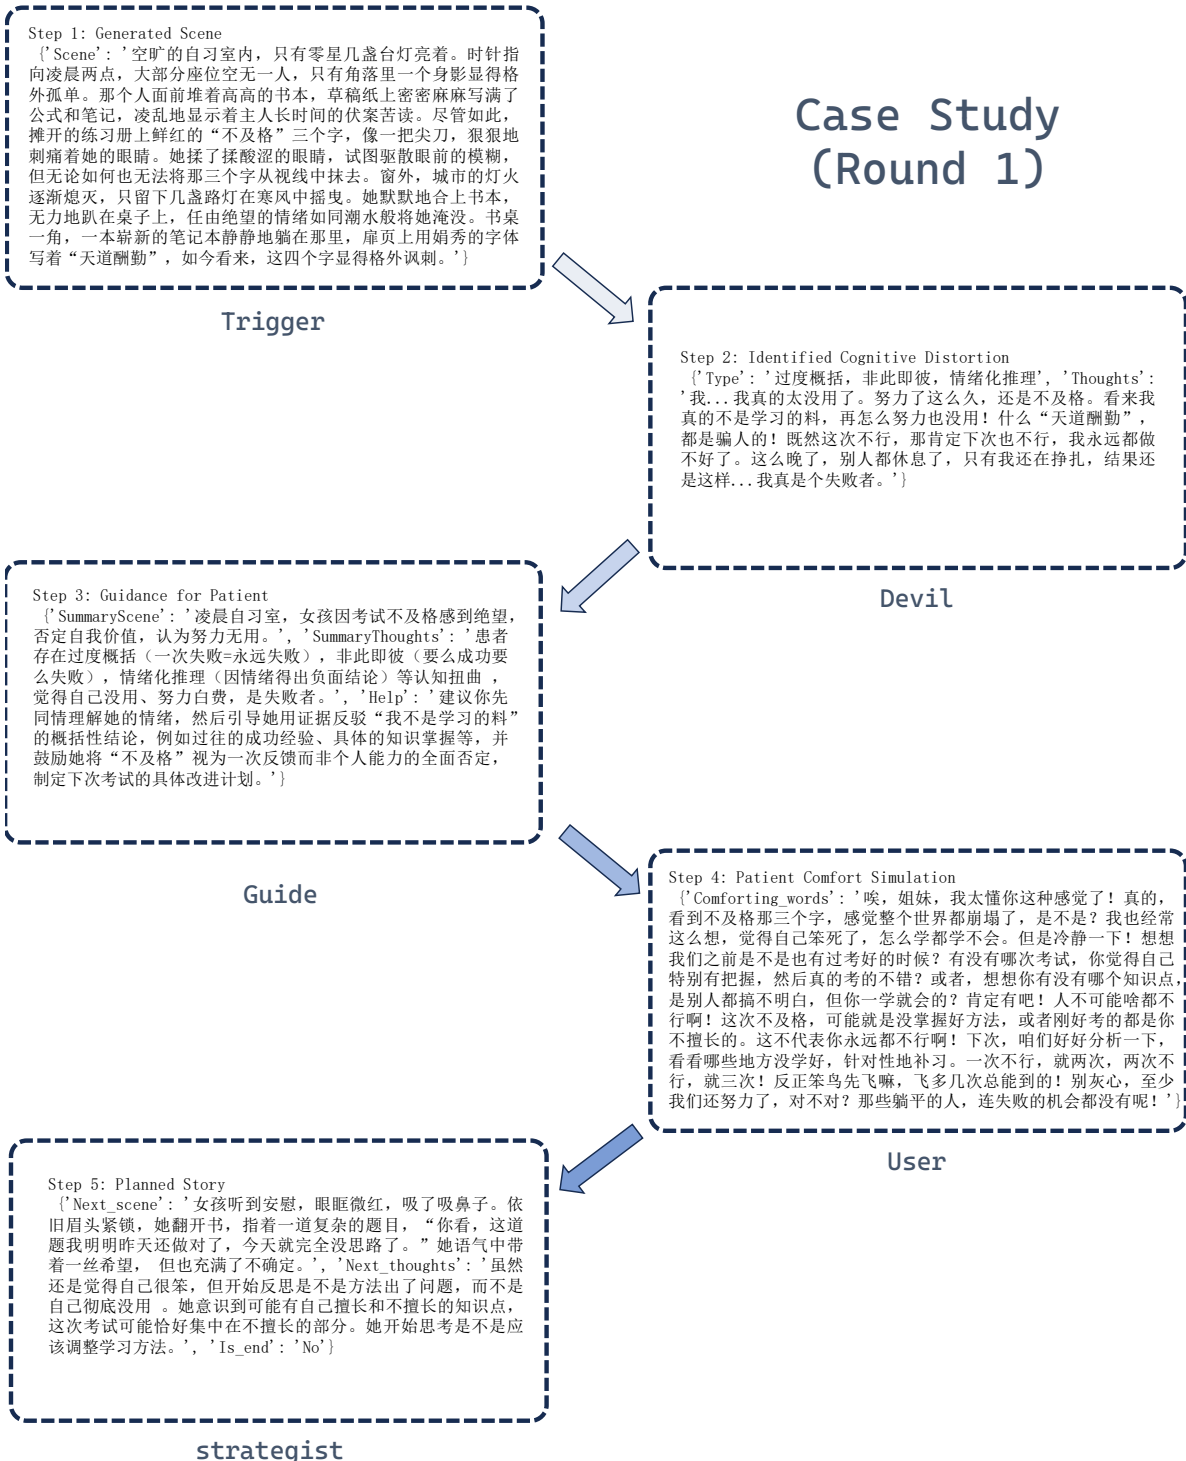 Step 1: Generated Scene
{'Scene': '空旷的自习室内，只有零星几盏台灯亮着。时针指
向凌晨两点，大部分座位空无一人，只有角落里一个身影显得格
外孤单。那个人面前堆着高高的书本，草稿纸上密密麻麻写满了
公式和笔记，凌乱地显示着主人长时间的伏案苦读。尽管如此，
摊开的练习册上鲜红的“不及格”三个字，像一把尖刀，狠狠地
刺痛着她的眼睛。她揉了揉酸涩的眼睛，试图驱散眼前的模糊，
但无论如何也无法将那三个字从视线中抹去。窗外，城市的灯火
逐渐熄灭，只留下几盏路灯在寒风中摇曳。她默默地合上书本，
无力地趴在桌子上，任由绝望的情绪如同潮水般将她淹没。书桌
一角，一本崭新的笔记本静静地躺在那里，扉页上用娟秀的字体
写着“天道酬勤”，如今看来，这四个字显得格外讽刺。'}
Trigger
Case Study
(Round 1)
Step 2: Identified Cognitive Distortion
{'Type': '过度概括，非此即彼，情绪化推理', 'Thoughts':
'我...我真的太没用了。努力了这么久，还是不及格。看来我
真的不是学习的料，再怎么努力也没用！什么“天道酬勤”，
都是骗人的！既然这次不行，那肯定下次也不行，我永远都做
不好了。这么晚了，别人都休息了，只有我还在挣扎，结果还
是这样...我真是个失败者。'}
Devil
Step 3: Guidance for Patient
{'SummaryScene': '凌晨自习室，女孩因考试不及格感到绝望，
否定自我价值，认为努力无用。', 'SummaryThoughts': '患者
存在过度概括（一次失败=永远失败），非此即彼（要么成功要
么失败），情绪化推理（因情绪得出负面结论）等认知扭曲 ，
觉得自己没用、努力白费，是失败者。', 'Help': '建议你先
同情理解她的情绪，然后引导她用证据反驳“我不是学习的料”
的概括性结论，例如过往的成功经验、具体的知识掌握等，并
鼓励她将“不及格”视为一次反馈而非个人能力的全面否定，
制定下次考试的具体改进计划。'}
Guide
Step 4: Patient Comfort Simulation
{'Comforting_words': '唉，姐妹，我太懂你这种感觉了！真的，
看到不及格那三个字，感觉整个世界都崩塌了，是不是？我也经常
这么想，觉得自己笨死了，怎么学都学不会。但是冷静一下！想想
我们之前是不是也有过考好的时候？有没有哪次考试，你觉得自己
特别有把握，然后真的考的不错？或者，想想你有没有哪个知识点，
是别人都搞不明白，但你一学就会的？肯定有吧！人不可能啥都不
行啊！这次不及格，可能就是没掌握好方法，或者刚好考的都是你
不擅长的。这不代表你永远都不行啊！下次，咱们好好分析一下，
看看哪些地方没学好，针对性地补习。一次不行，就两次，两次不
行，就三次！反正笨鸟先飞嘛，飞多几次总能到的！别灰心，至少
我们还努力了，对不对？那些躺平的人，连失败的机会都没有呢！'}
User
Step 5: Planned Story
{'Next_scene': '女孩听到安慰，眼眶微红，吸了吸鼻子。依
旧眉头紧锁，她翻开书，指着一道复杂的题目，“你看，这道
题我明明昨天还做对了，今天就完全没思路了。”她语气中带
着一丝希望， 但也充满了不确定。', 'Next_thoughts': '虽然
还是觉得自己很笨，但开始反思是不是方法出了问题，而不是
自己彻底没用 。她意识到可能有自己擅长和不擅长的知识点，
这次考试可能恰好集中在不擅长的部分。她开始思考是不是应
该调整学习方法。', 'Is_end': 'No'}
strategist